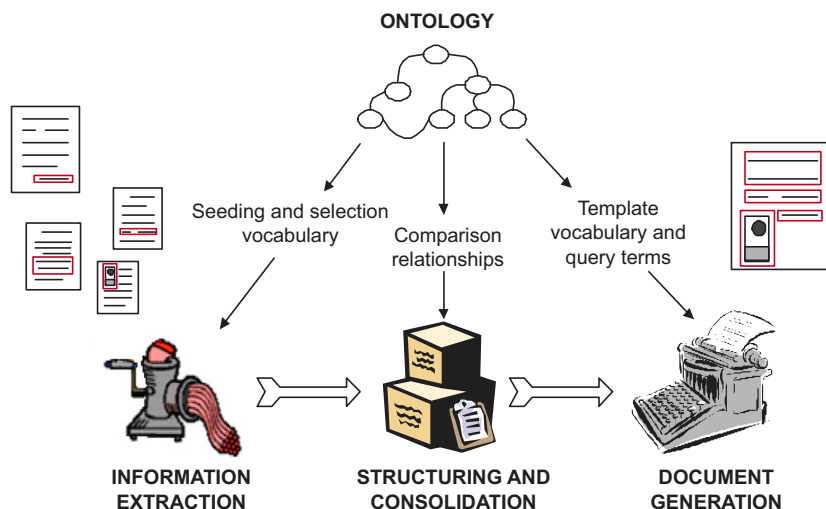 ONTOLOGY
Seeding and selection
vocabulary
Comparison
relationships
Template
vocabulary and
query terms
INFORMATION
EXTRACTION
STRUCTURING AND
CONSOLIDATION
DOCUMENT
GENERATION